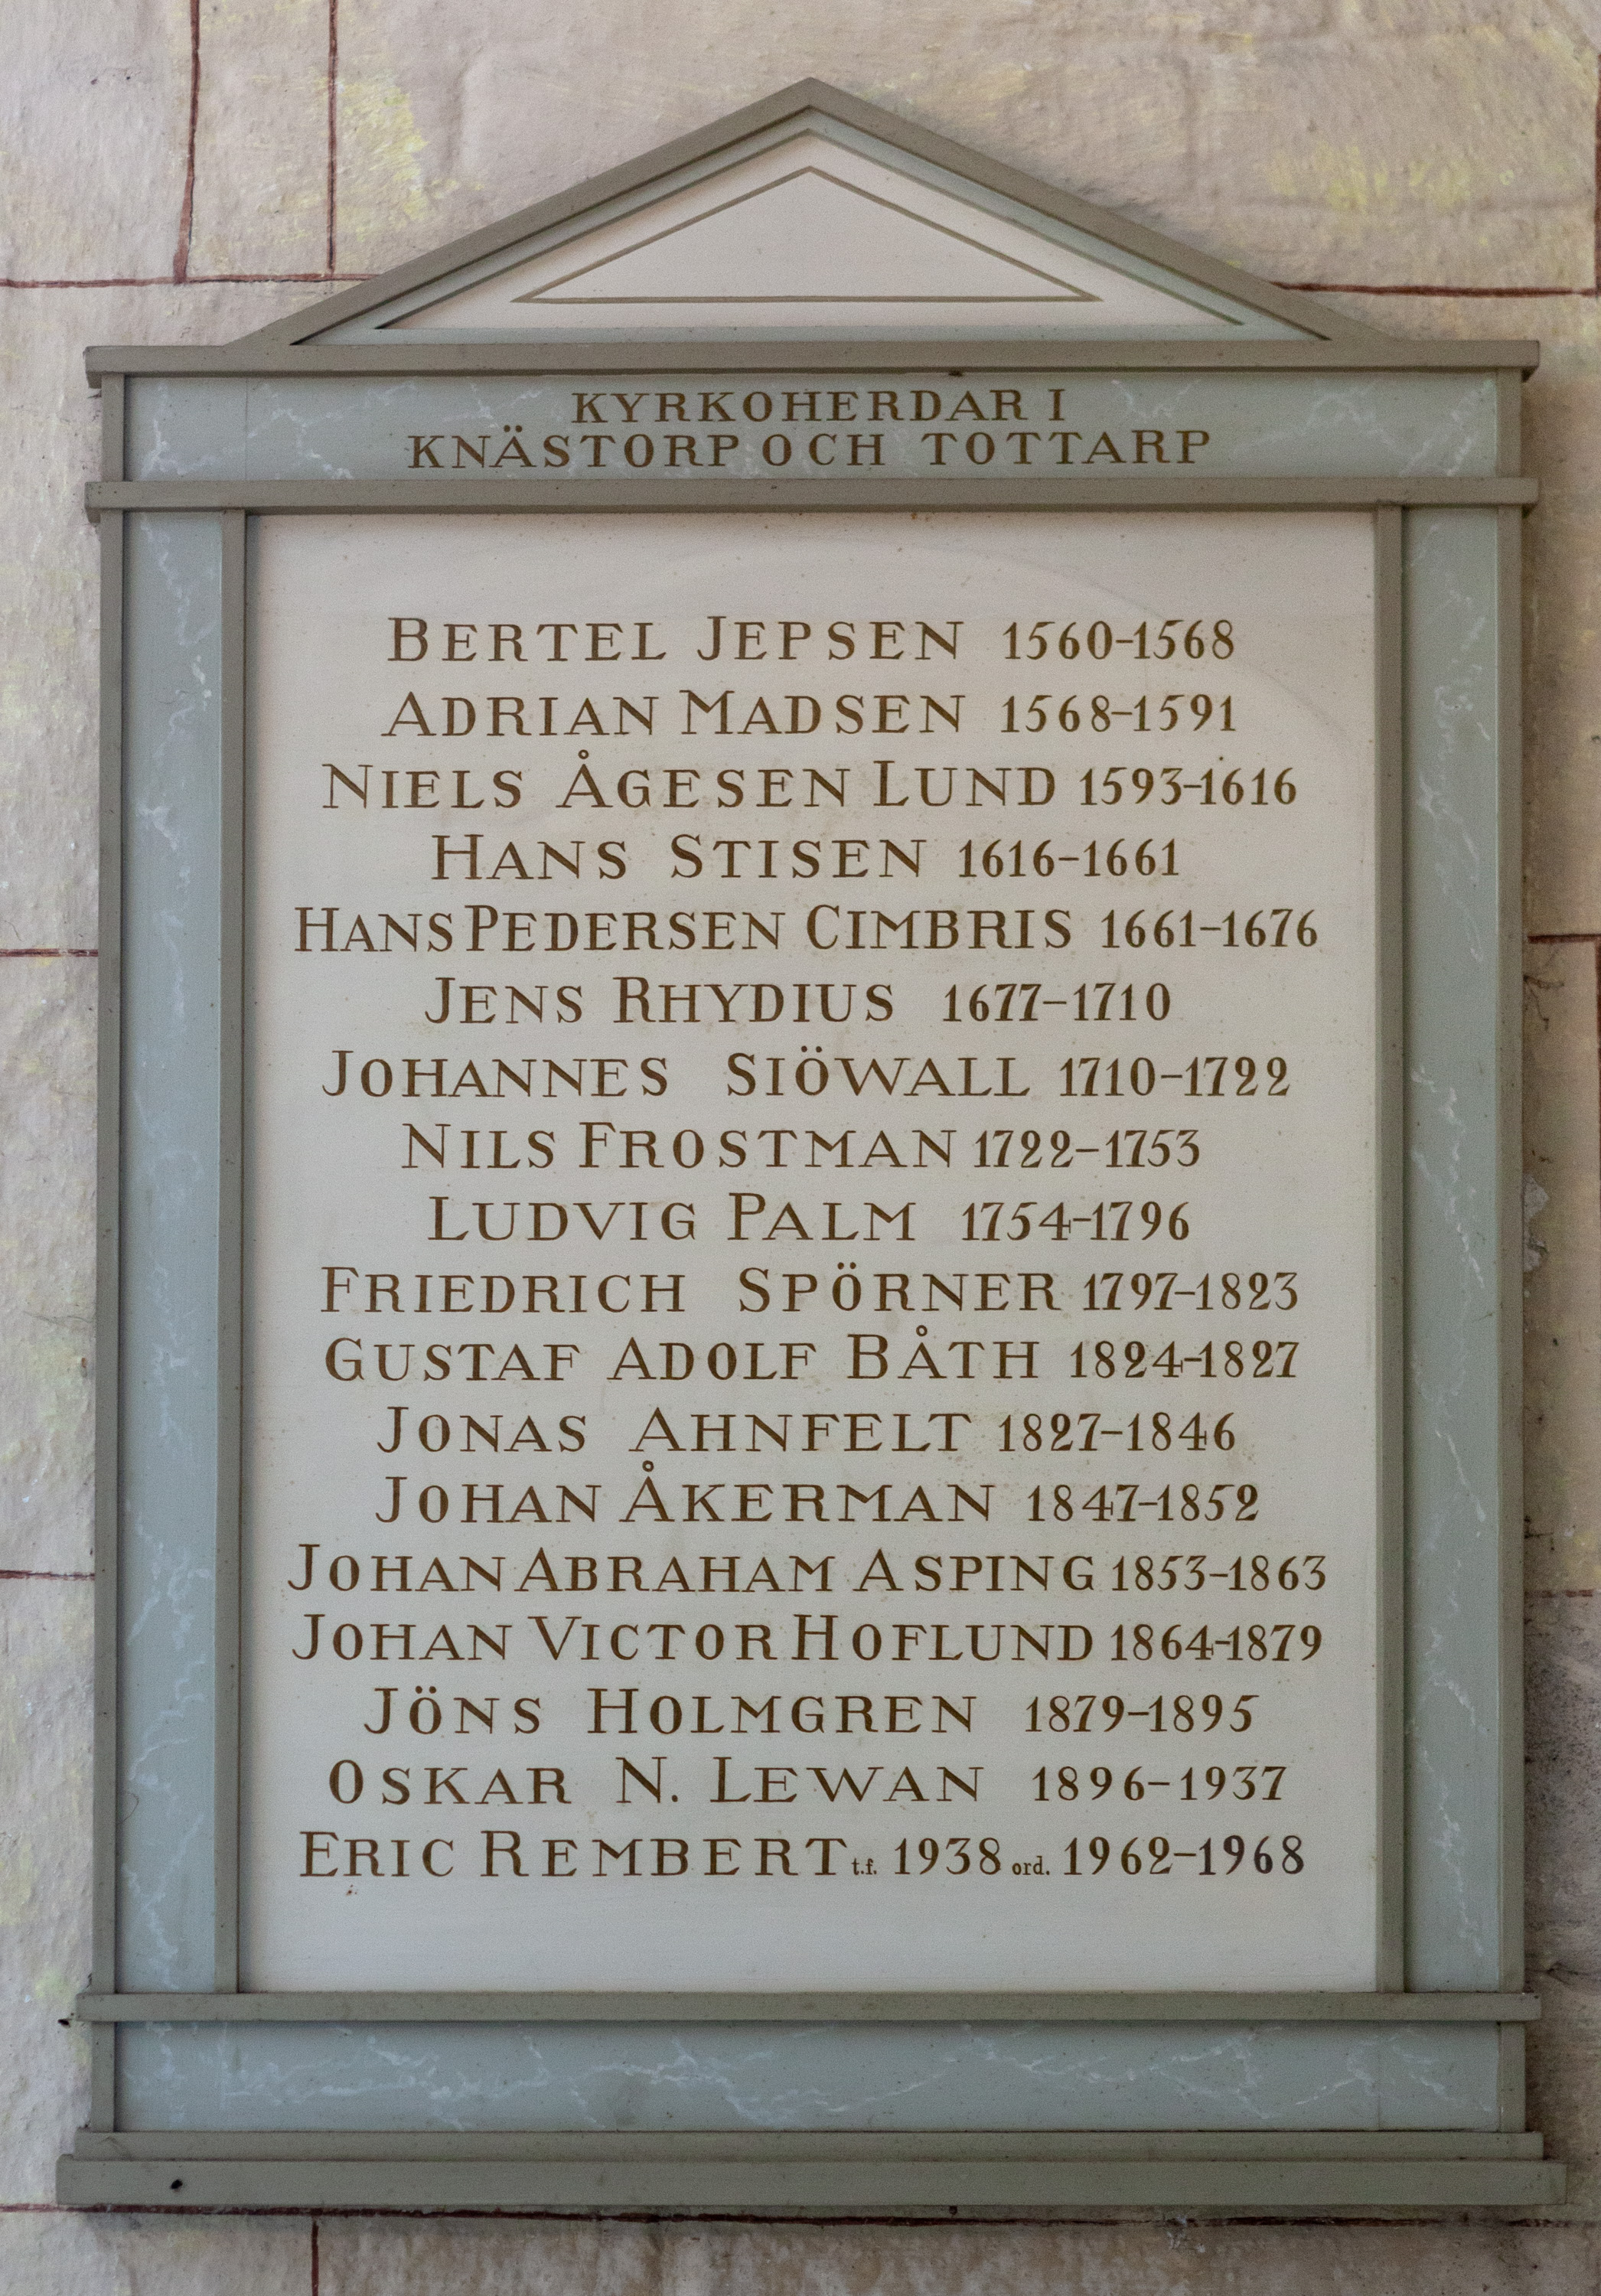 KYRKOHERDAR I
KNÄSTORP OCH TOTTARP
BERTEL JEPSEN 1560-1568
ADRIAN MADSEN 1568-1591
NIELS ÅGESEN LUND 1593-1616
HANS STISEN 1616-1661
HANS PEDERSEN CIMBRIS 1661-1676
JENS RHYDIUS 1677-1710
JOHANNES SIÖWALL 1710-1722
NILS FROSTMAN 1722-1753
LUDVIG PALM 1754-1796
FRIEDRICH SPÖRNER 1797-1823
GUSTAF ADOLF BÅTH 1824-1827
JONAS AHNFELT 1827-1846
JOHAN ÅKERMAN 1847-1852
JOHAN ABRAHAM ASPING 1853-1863
JOHAN VICTOR HOFLUND 1864-1879
JÖNS HOLMGREN 1879-1895
OSKAR N. LEWAN 1896-1937
ERIC REMBERT t.f. 1938 ord. 1962-1968